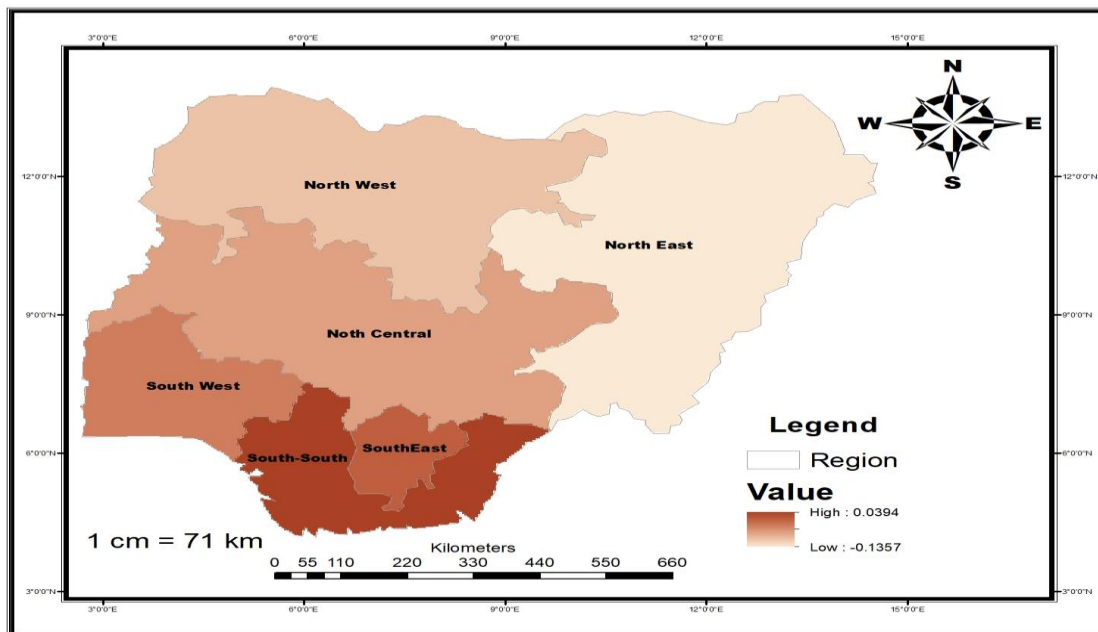 3°0'0"E 6°0'0"E 9°0'0"E 12°0'0"E 15°0'0"E
N
W E
S
12°0'0"N 12°0'0"N
North West
North East
9°0'0"N 9°0'0"N
Noth Central
South West
Legend
6°0'0"N 6°0'0"N
SouthEast
South-South
Region
Value
High : 0.0394
Low : -0.1357
1 cm = 71 km
Kilometers
0 55 110 220 330 440 550 660
3°0'0"N 3°0'0"N
3°0'0"E 6°0'0"E 9°0'0"E 12°0'0"E 15°0'0"E